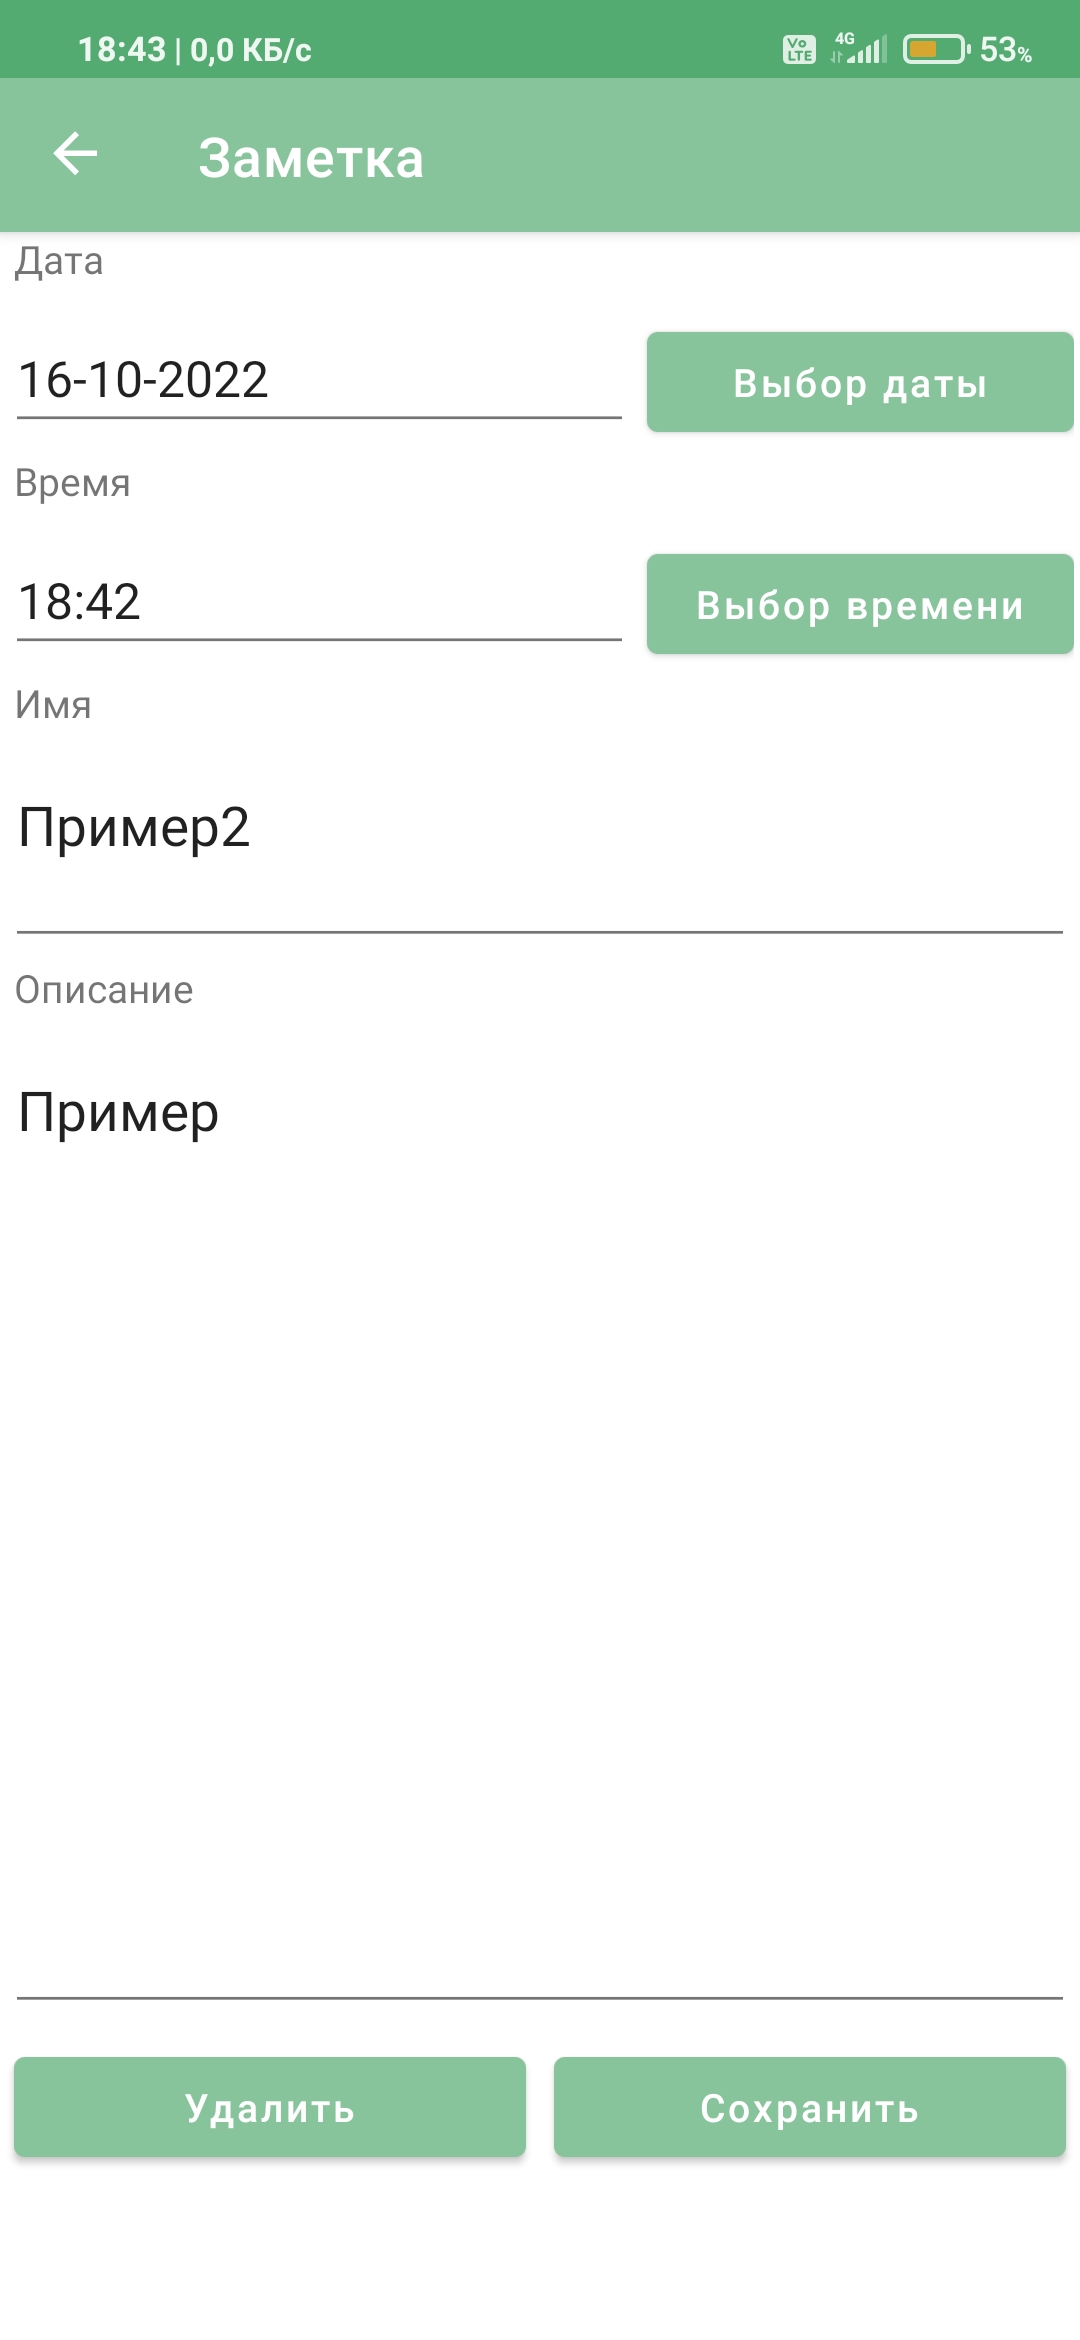 18:43 | 0,0 КБ/с Vo LTE 4G 53%
Заметка
Дата
16-10-2022 Выбор даты
Время
18:42 Выбор времени
Имя
Пример2
Описание
Пример
Удалить Сохранить